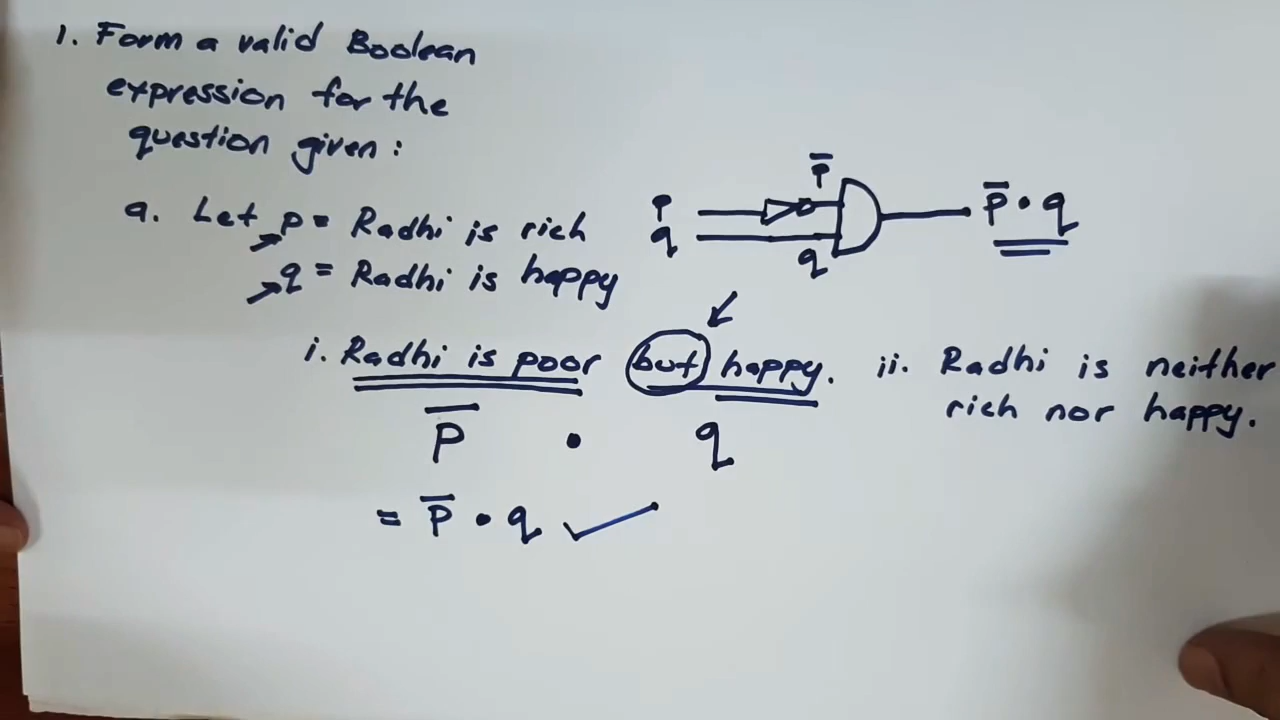 1. Form a valid Boolean
expression for the
question given:
a. Let p = Radhi is rich
q = Radhi is happy
p
q
p̅
q
p̅ • q
i. Radhi is poor but happy.
p̅ • q
= p̅ • q
ii. Radhi is neither
rich nor happy.